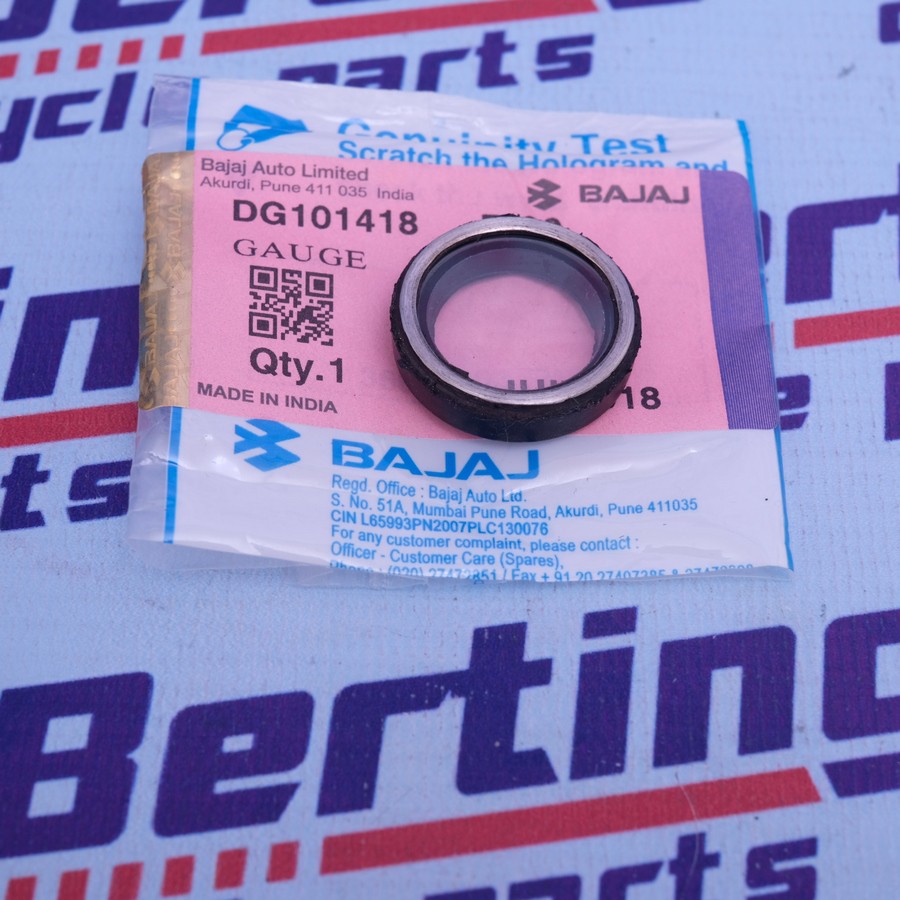 parts
Genuinity Test
Scratch the Hologram and
Bajaj Auto Limited
Akurdi, Pune 411 035 India
BAJAJ
DG101418
GAUGE
Qty.1
18
MADE IN INDIA
BAJAJ
Regd. Office : Bajaj Auto Ltd.
S. No. 51A, Mumbai Pune Road, Akurdi, Pune 411035
CIN L65993PN2007PLC130076
For any customer complaint, please contact :
Officer - Customer Care (Spares),
Berting
parts